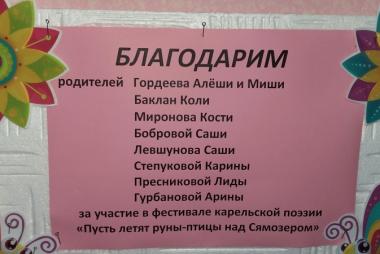 БЛАГОДАРИМ
родителей Гордеева Алёши и Миши
Баклан Коли
Миронова Кости
Бобровой Саши
Левшунова Саши
Степуковой Карины
Пресниковой Лиды
Гурбановой Арины
за участие в фестивале карельской поэзии
«Пусть летят руны-птицы над Сямозером»